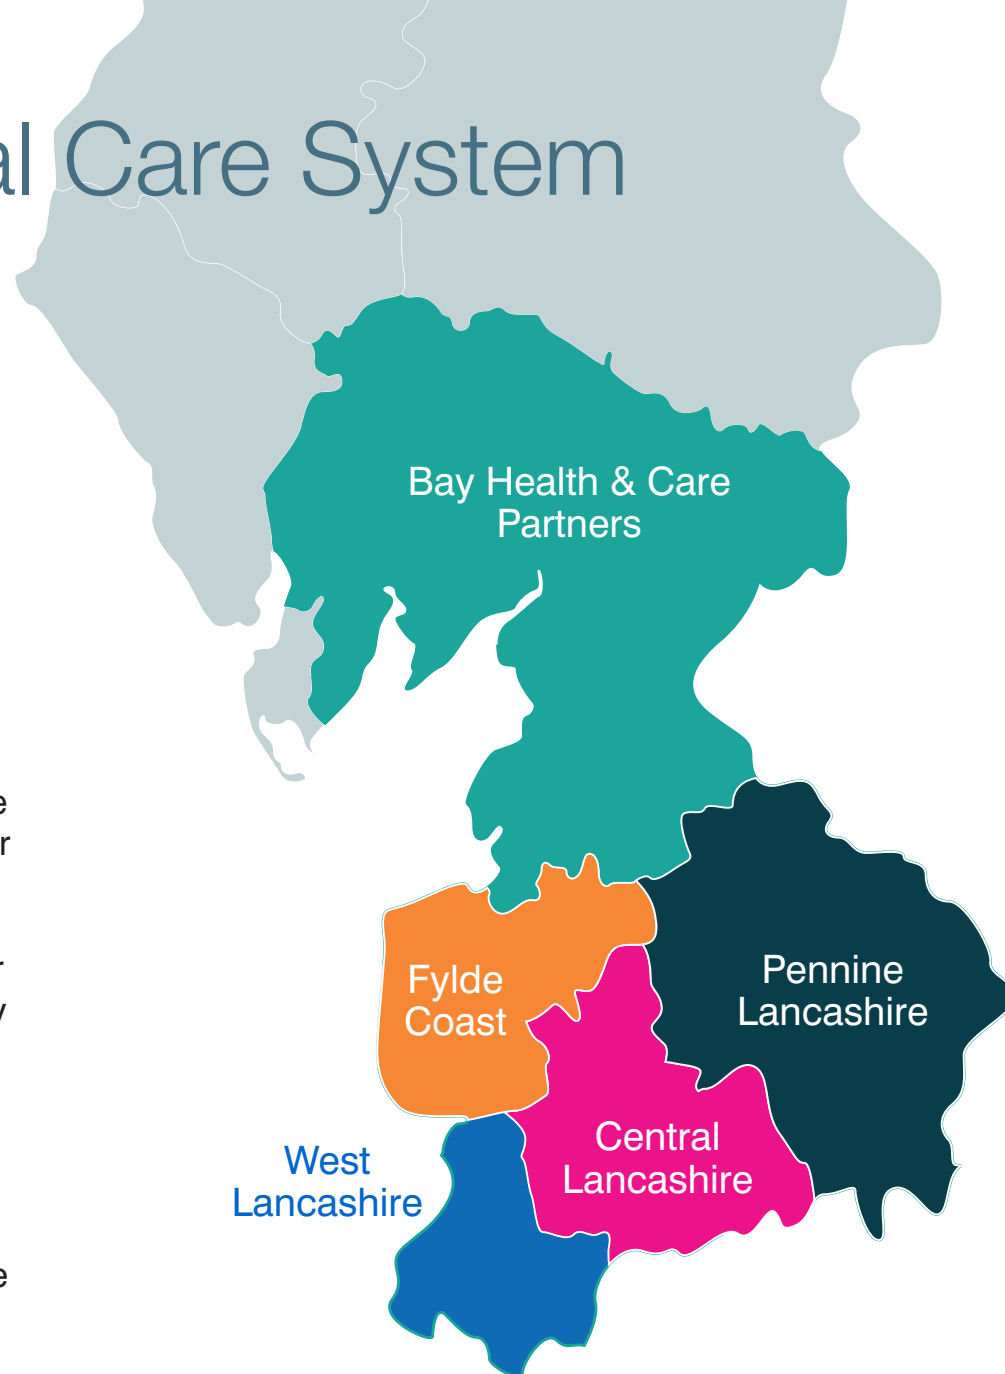 al Care System
Bay Health & Care
Partners
Fylde
Coast
Pennine
Lancashire
Central
Lancashire
West
Lancashire